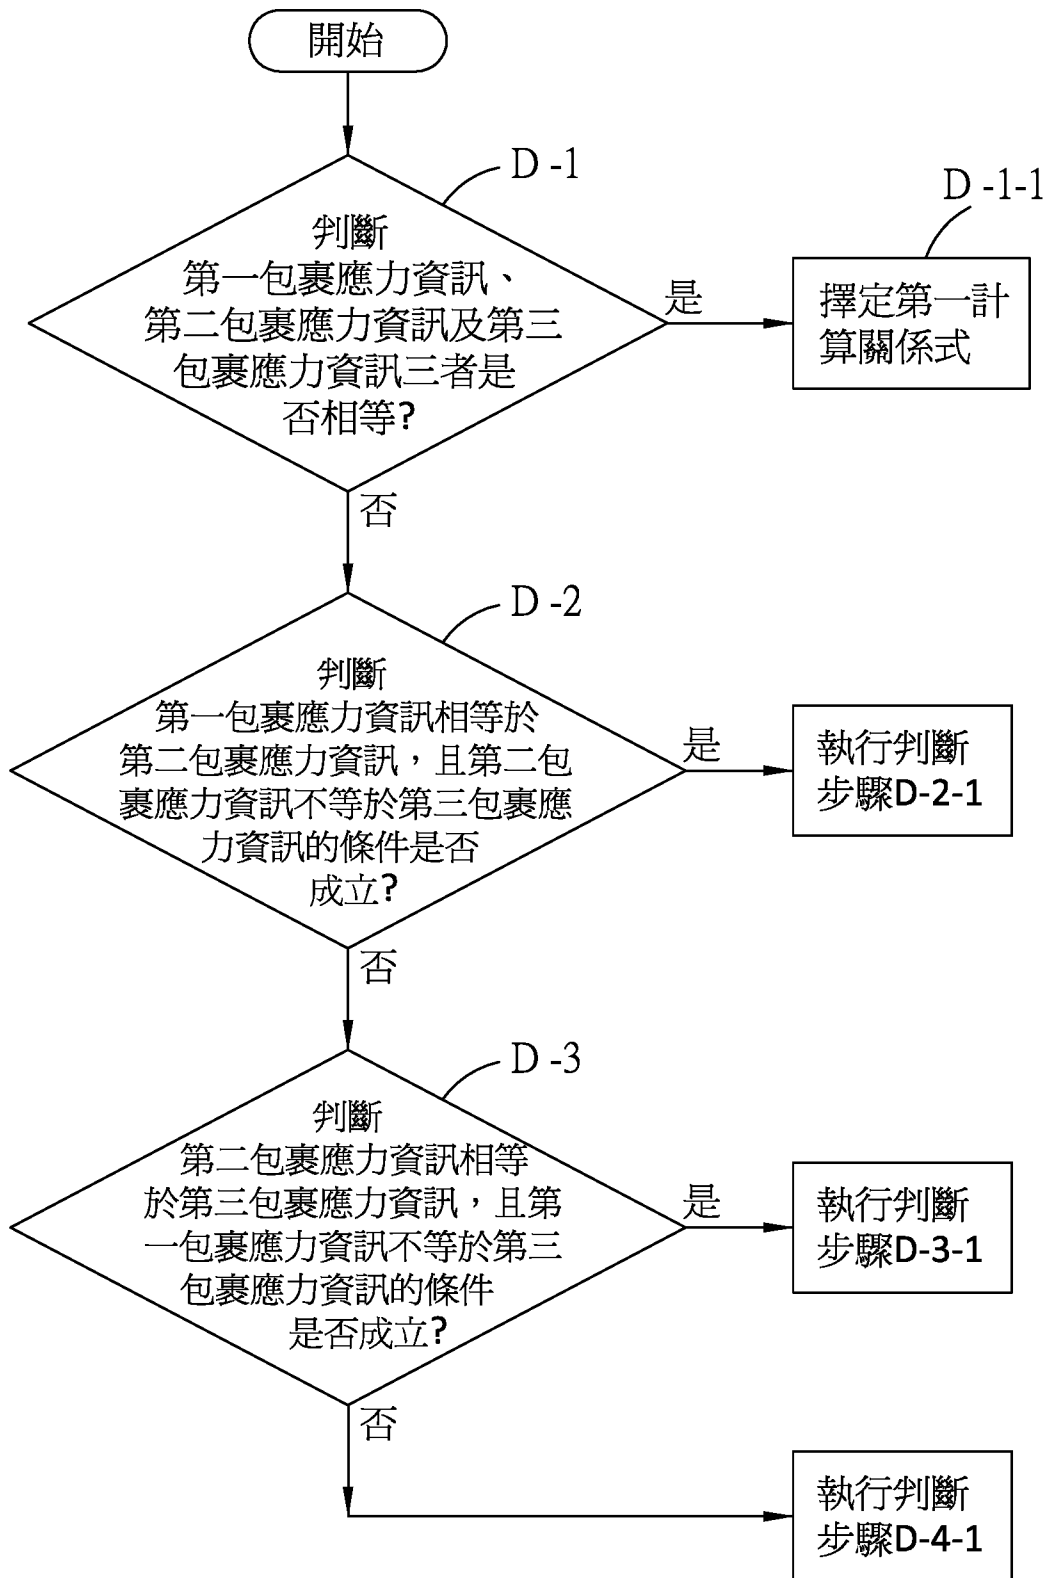 開始
D -1
判斷
第一包裹應力資訊、
第二包裹應力資訊及第三
包裹應力資訊三者是
否相等?
是
D -1-1
擇定第一計
算關係式
否
D -2
判斷
第一包裹應力資訊相等於
第二包裹應力資訊，且第二包
裹應力資訊不等於第三包裹應
力資訊的條件是否
成立?
是
執行判斷
步驟D-2-1
否
D -3
判斷
第二包裹應力資訊相等
於第三包裹應力資訊，且第
一包裹應力資訊不等於第三
包裹應力資訊的條件
是否成立?
是
執行判斷
步驟D-3-1
否
執行判斷
步驟D-4-1